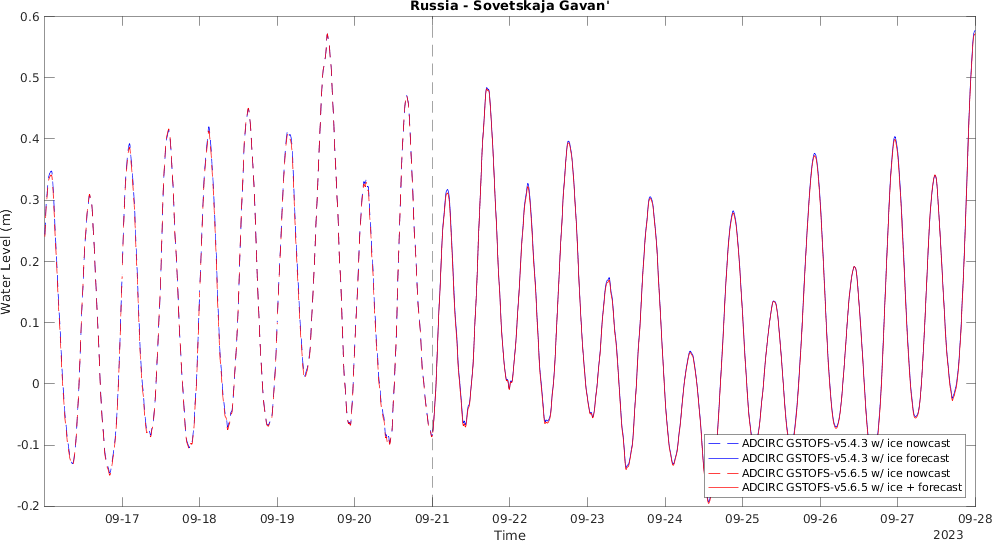 Russia - Sovetskaja Gavan'
0.6
0.5
0.4
0.3
0.2
0.1
0
-0.1
-0.2
Water Level (m)
ADCIRC GSTOFS-v5.4.3 w/ ice nowcast
ADCIRC GSTOFS-v5.4.3 w/ ice forecast
ADCIRC GSTOFS-v5.6.5 w/ ice nowcast
ADCIRC GSTOFS-v5.6.5 w/ ice + forecast
09-17 09-18 09-19 09-20 09-21 09-22 09-23 09-24 09-25 09-26 09-27 09-28
Time
2023